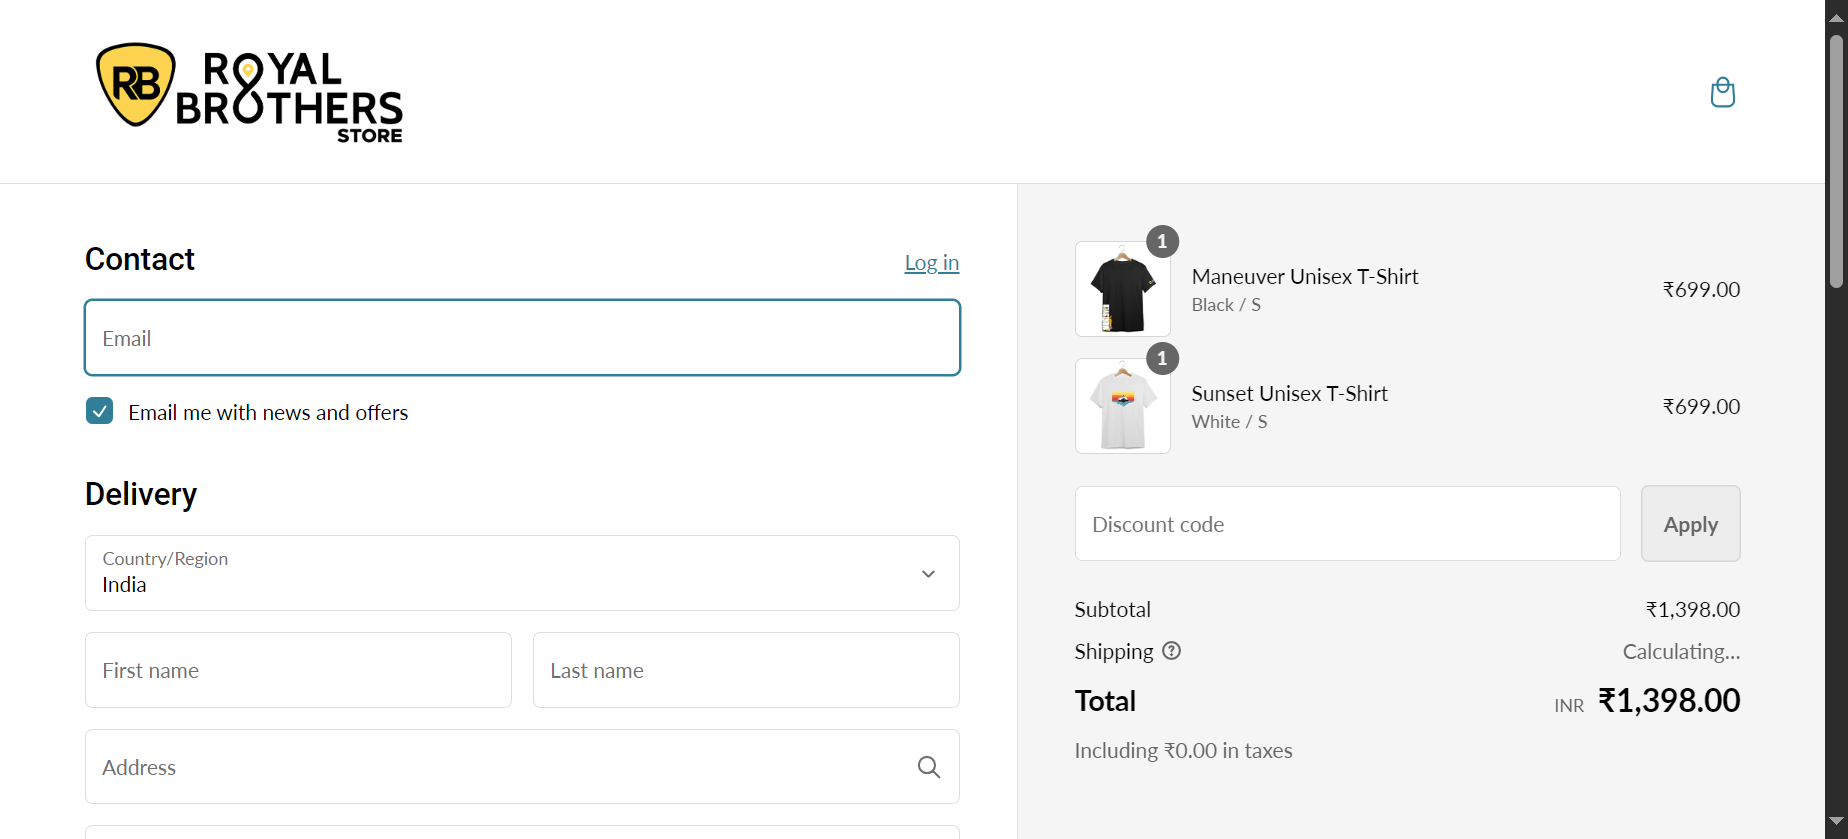 RB ROYAL
BROTHERS
STORE
Contact
Log in
Email
Email me with news and offers
Delivery
Country/Region
India
First name
Last name
Address
1
Maneuver Unisex T-Shirt
Black / S
₹699.00
1
Sunset Unisex T-Shirt
White / S
₹699.00
Discount code
Apply
Subtotal
₹1,398.00
Shipping
Calculating...
Total
INR ₹1,398.00
Including ₹0.00 in taxes